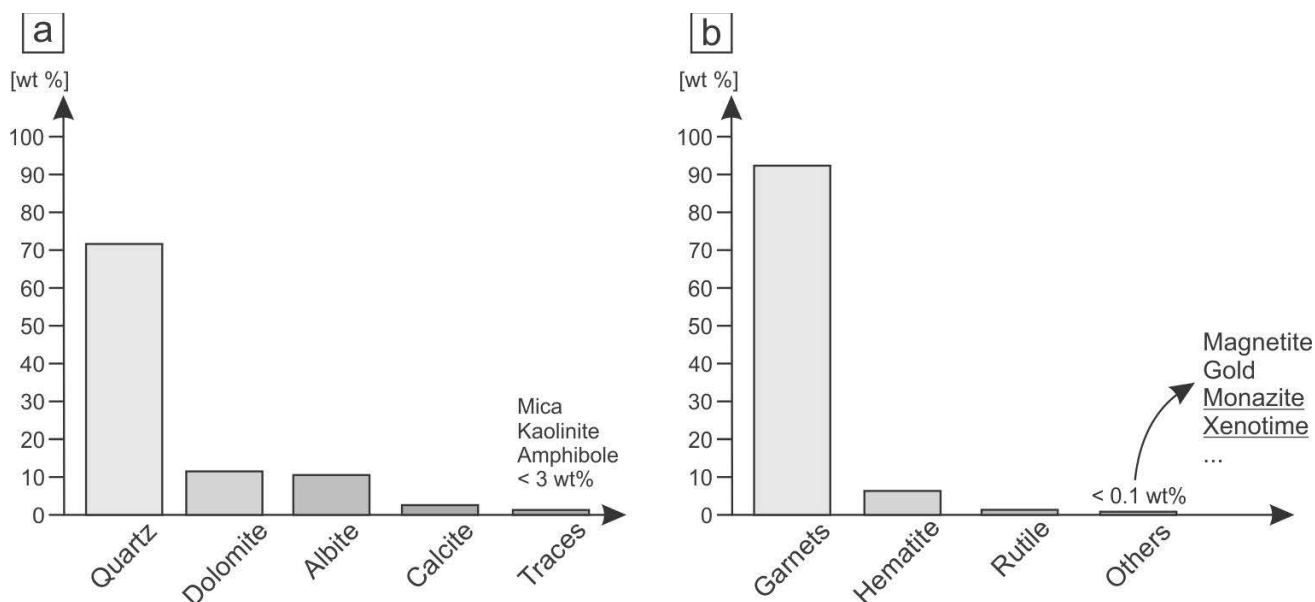 a
[wt %]
100
90
80
70
60
50
40
30
20
10
0
Mica
Kaolinite
Amphibole
< 3 wt%
Quartz
Dolomite
Albite
Calcite
Traces
b
[wt %]
100
90
80
70
60
50
40
30
20
10
0
Magnetite
Gold
Monazite
Xenotime
...
< 0.1 wt%
Garnets
Hematite
Rutile
Others